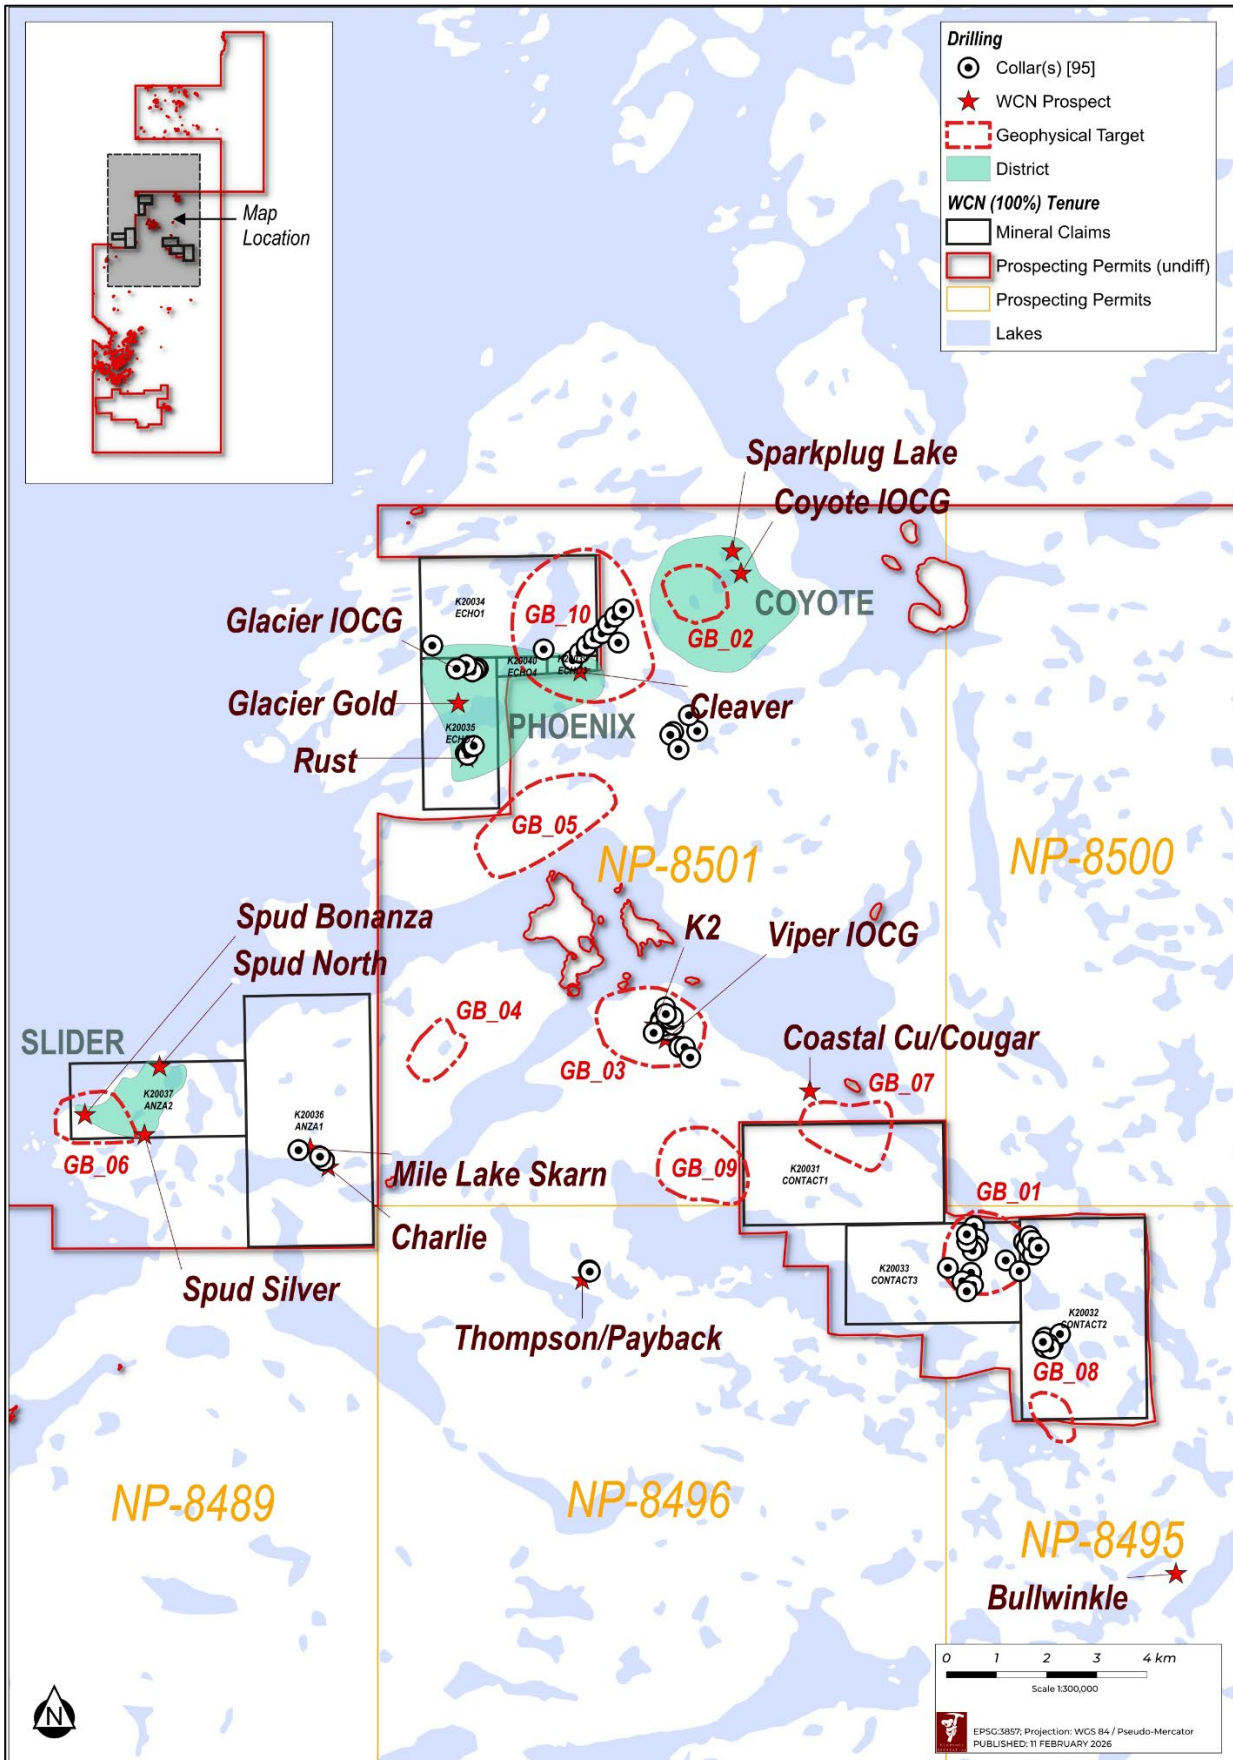 Map
Location
Drilling
Collar(s) [95]
WCN Prospect
Geophysical Target
District
WCN (100%) Tenure
Mineral Claims
Prospecting Permits (undiff)
Prospecting Permits
Lakes
Sparkplug Lake
Coyote IOCG
K20034
ECHO1
GB_10
COYOTE
GB_02
Glacier IOCG
K20040
ECHO4
Glacier Gold
Cleaver
PHOENIX
K20035
Rust
GB_05
NP-8501
NP-8500
Spud Bonanza
Spud North
K2
Viper IOCG
GB_04
SLIDER
GB_03
Coastal Cu/Cougar
GB_07
K20037
ANZA2
K20036
ANZA1
GB_06
Mile Lake Skarn
GB_09
K20031
CONTACT1
GB_01
Charlie
Spud Silver
K20033
CONTACT3
K20032
CONTACT2
Thompson/Payback
GB_08
NP-8489
NP-8496
NP-8495
Bullwinkle
0 1 2 3 4 km
Scale 1:300,000
N
EPSG:3857; Projection: WGS 84 / Pseudo-Mercator
PUBLISHED: 11 FEBRUARY 2026